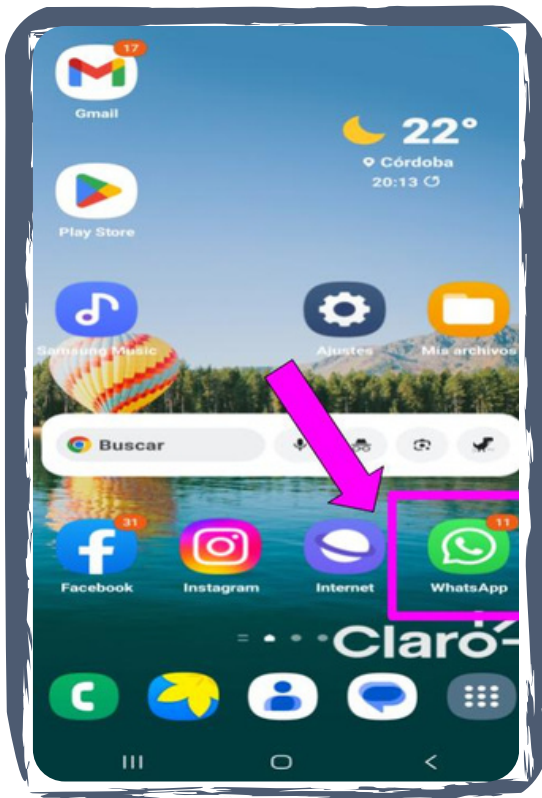 17
Gmail
22°
Córdoba
20:13
Play Store
Samsung Music
Ajustes
Mis archivos
Buscar
31
11
Facebook
Instagram
Internet
WhatsApp
Claro-